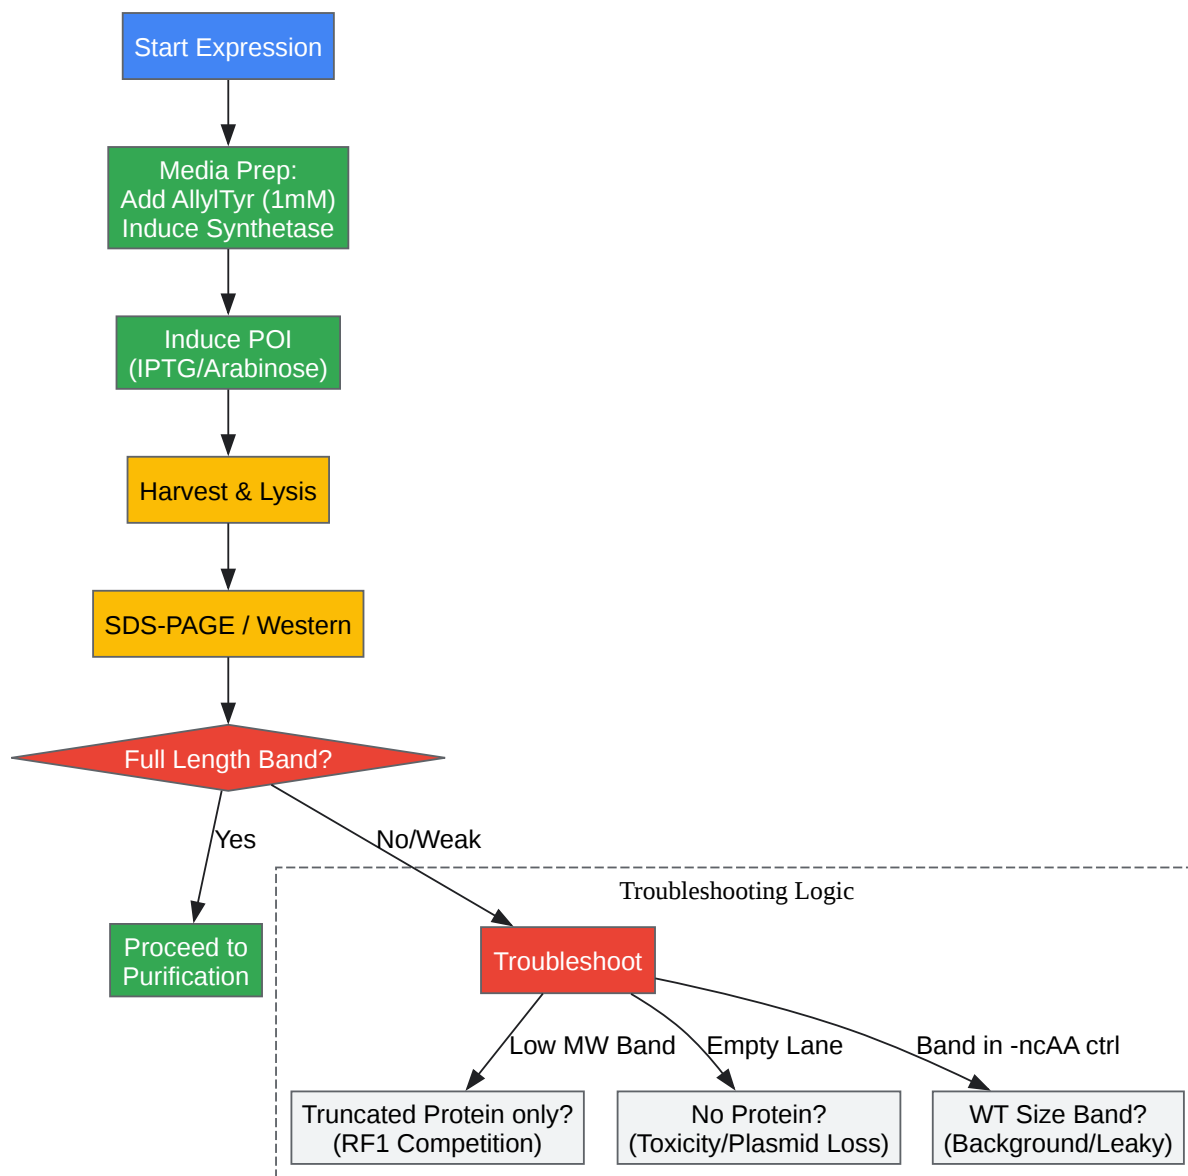 Start Expression
Media Prep:
Add AllylTyr (1mM)
Induce Synthetase
Induce POI
(IPTG/Arabinose)
Harvest & Lysis
SDS-PAGE / Western
Full Length Band?
Yes
No/Weak
Troubleshooting Logic
Proceed to
Purification
Troubleshoot
Low MW Band
Empty Lane
Band in -ncAA ctrl
Truncated Protein only?
(RF1 Competition)
No Protein?
(Toxicity/Plasmid Loss)
WT Size Band?
(Background/Leaky)